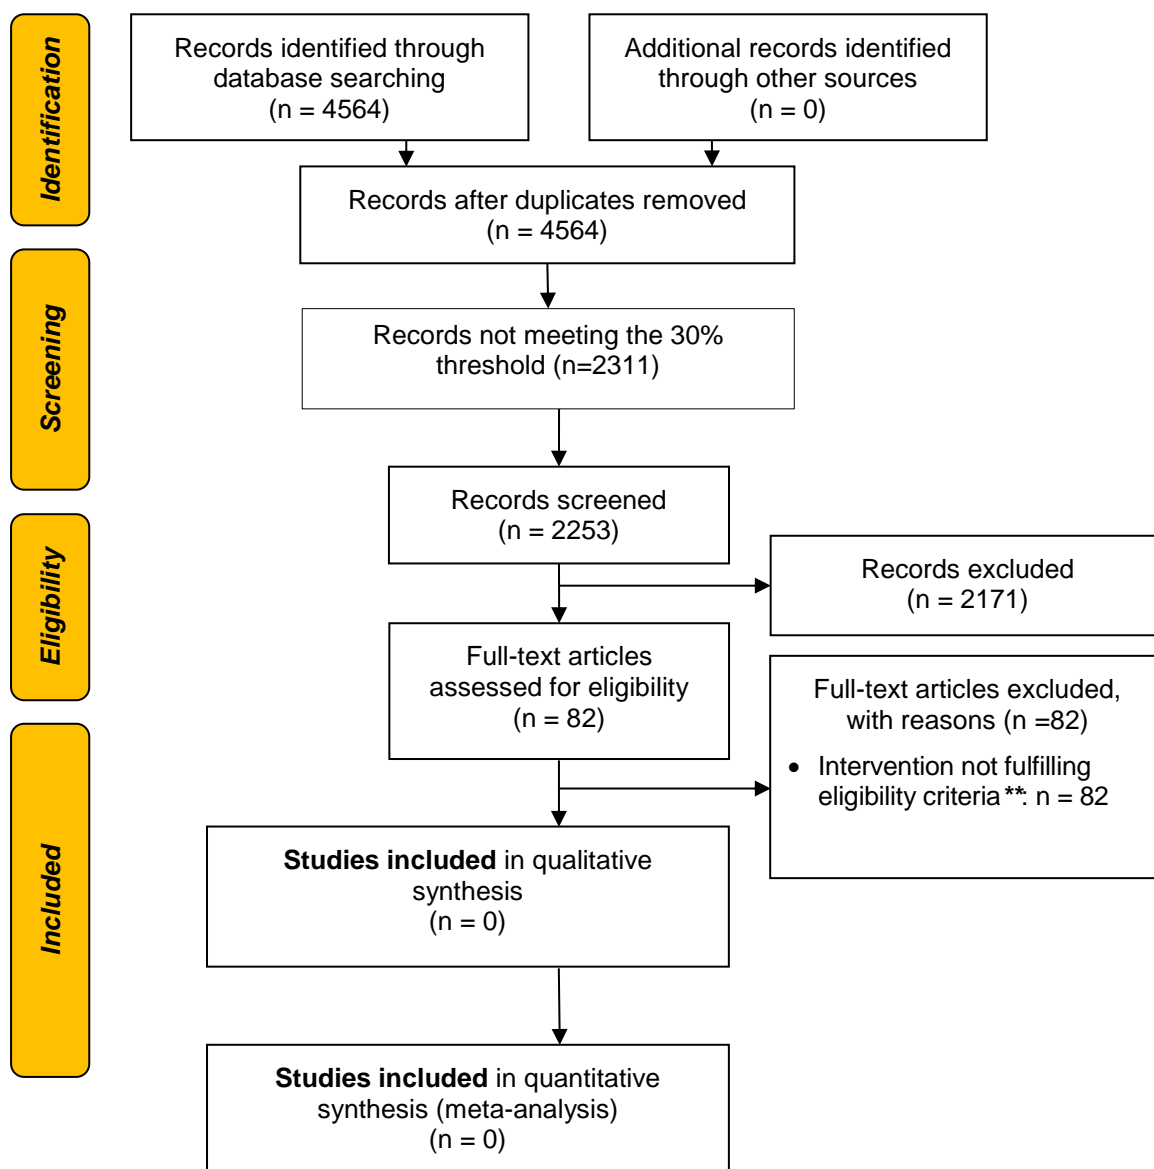 Identification
Records identified through
database searching
(n = 4564)
Additional records identified
through other sources
(n = 0)
Records after duplicates removed
(n = 4564)
Screening
Records not meeting the 30%
threshold (n=2311)
Records screened
(n = 2253)
Records excluded
(n = 2171)
Eligibility
Full-text articles
assessed for eligibility
(n = 82)
Full-text articles excluded,
with reasons (n =82)
• Intervention not fulfilling
eligibility criteria**: n = 82
Included
Studies included in qualitative
synthesis
(n = 0)
Studies included in quantitative
synthesis (meta-analysis)
(n = 0)